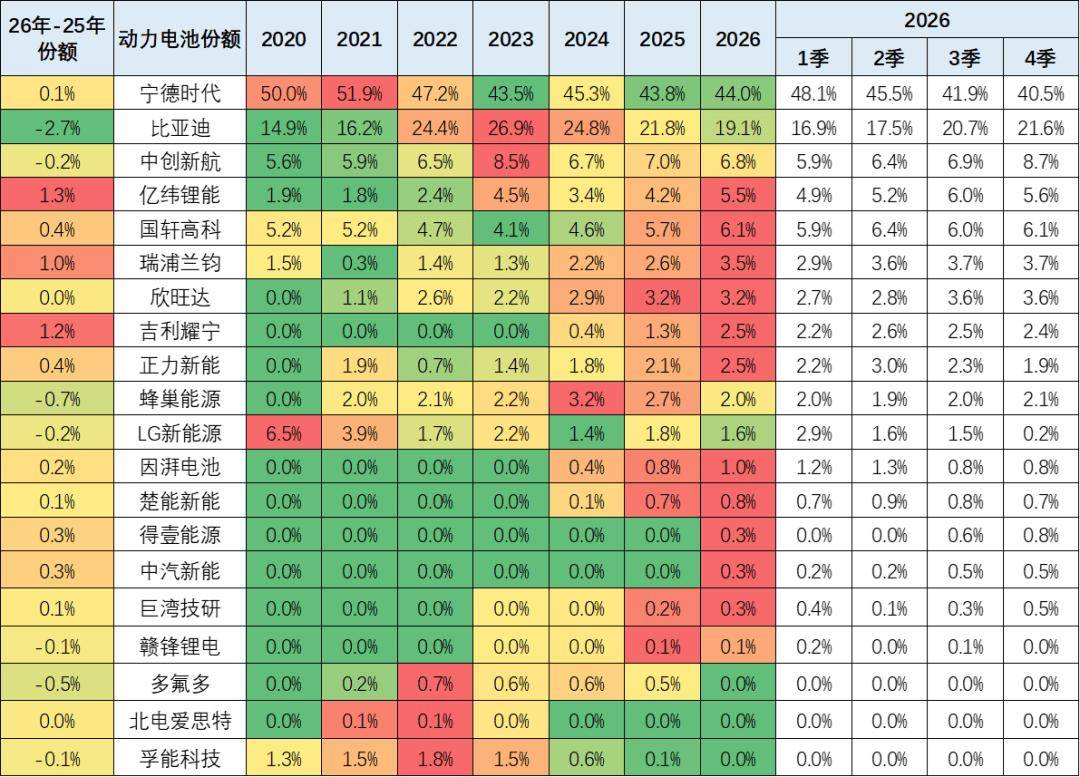 26年-25年份额 动力电池份额 2020 2021 2022 2023 2024 2025 2026 2026
1季 2季 3季 4季
0.1% 宁德时代 50.0% 51.9% 47.2% 43.5% 45.3% 43.8% 44.0% 48.1% 45.5% 41.9% 40.5%
-2.7% 比亚迪 14.9% 16.2% 24.4% 26.9% 24.8% 21.8% 19.1% 16.9% 17.5% 20.7% 21.6%
-0.2% 中创新航 5.6% 5.9% 6.5% 8.5% 6.7% 7.0% 6.8% 5.9% 6.4% 6.9% 8.7%
1.3% 亿纬锂能 1.9% 1.8% 2.4% 4.5% 3.4% 4.2% 5.5% 4.9% 5.2% 6.0% 5.6%
0.4% 国轩高科 5.2% 5.2% 4.7% 4.1% 4.6% 5.7% 6.1% 5.9% 6.4% 6.0% 6.1%
1.0% 瑞浦兰钧 1.5% 0.3% 1.4% 1.3% 2.2% 2.6% 3.5% 2.9% 3.6% 3.7% 3.7%
0.0% 欣旺达 0.0% 1.1% 2.6% 2.2% 2.9% 3.2% 3.2% 2.7% 2.8% 3.6% 3.6%
1.2% 吉利耀宁 0.0% 0.0% 0.0% 0.0% 0.4% 1.3% 2.5% 2.2% 2.6% 2.5% 2.4%
0.4% 正力新能 0.0% 1.9% 0.7% 1.4% 1.8% 2.1% 2.5% 2.2% 3.0% 2.3% 1.9%
-0.7% 蜂巢能源 0.0% 2.0% 2.1% 2.2% 3.2% 2.7% 2.0% 2.0% 1.9% 2.0% 2.1%
-0.2% LG新能源 6.5% 3.9% 1.7% 2.2% 1.4% 1.8% 1.6% 2.9% 1.6% 1.5% 0.2%
0.2% 因湃电池 0.0% 0.0% 0.0% 0.0% 0.4% 0.8% 1.0% 1.2% 1.3% 0.8% 0.8%
0.1% 楚能新能 0.0% 0.0% 0.0% 0.0% 0.1% 0.7% 0.8% 0.7% 0.9% 0.8% 0.7%
0.3% 得壹能源 0.0% 0.0% 0.0% 0.0% 0.0% 0.0% 0.3% 0.0% 0.0% 0.6% 0.8%
0.3% 中汽新能 0.0% 0.0% 0.0% 0.0% 0.0% 0.0% 0.3% 0.2% 0.2% 0.5% 0.5%
0.1% 巨湾技研 0.0% 0.0% 0.0% 0.0% 0.0% 0.2% 0.3% 0.4% 0.1% 0.3% 0.5%
-0.1% 赣锋锂电 0.0% 0.0% 0.0% 0.0% 0.0% 0.1% 0.1% 0.2% 0.0% 0.1% 0.0%
-0.5% 多氟多 0.0% 0.2% 0.7% 0.6% 0.6% 0.5% 0.0% 0.0% 0.0% 0.0% 0.0%
0.0% 北电爱思特 0.0% 0.1% 0.1% 0.0% 0.0% 0.0% 0.0% 0.0% 0.0% 0.0% 0.0%
-0.1% 孚能科技 1.3% 1.5% 1.8% 1.5% 0.6% 0.1% 0.0% 0.0% 0.0% 0.0% 0.0%